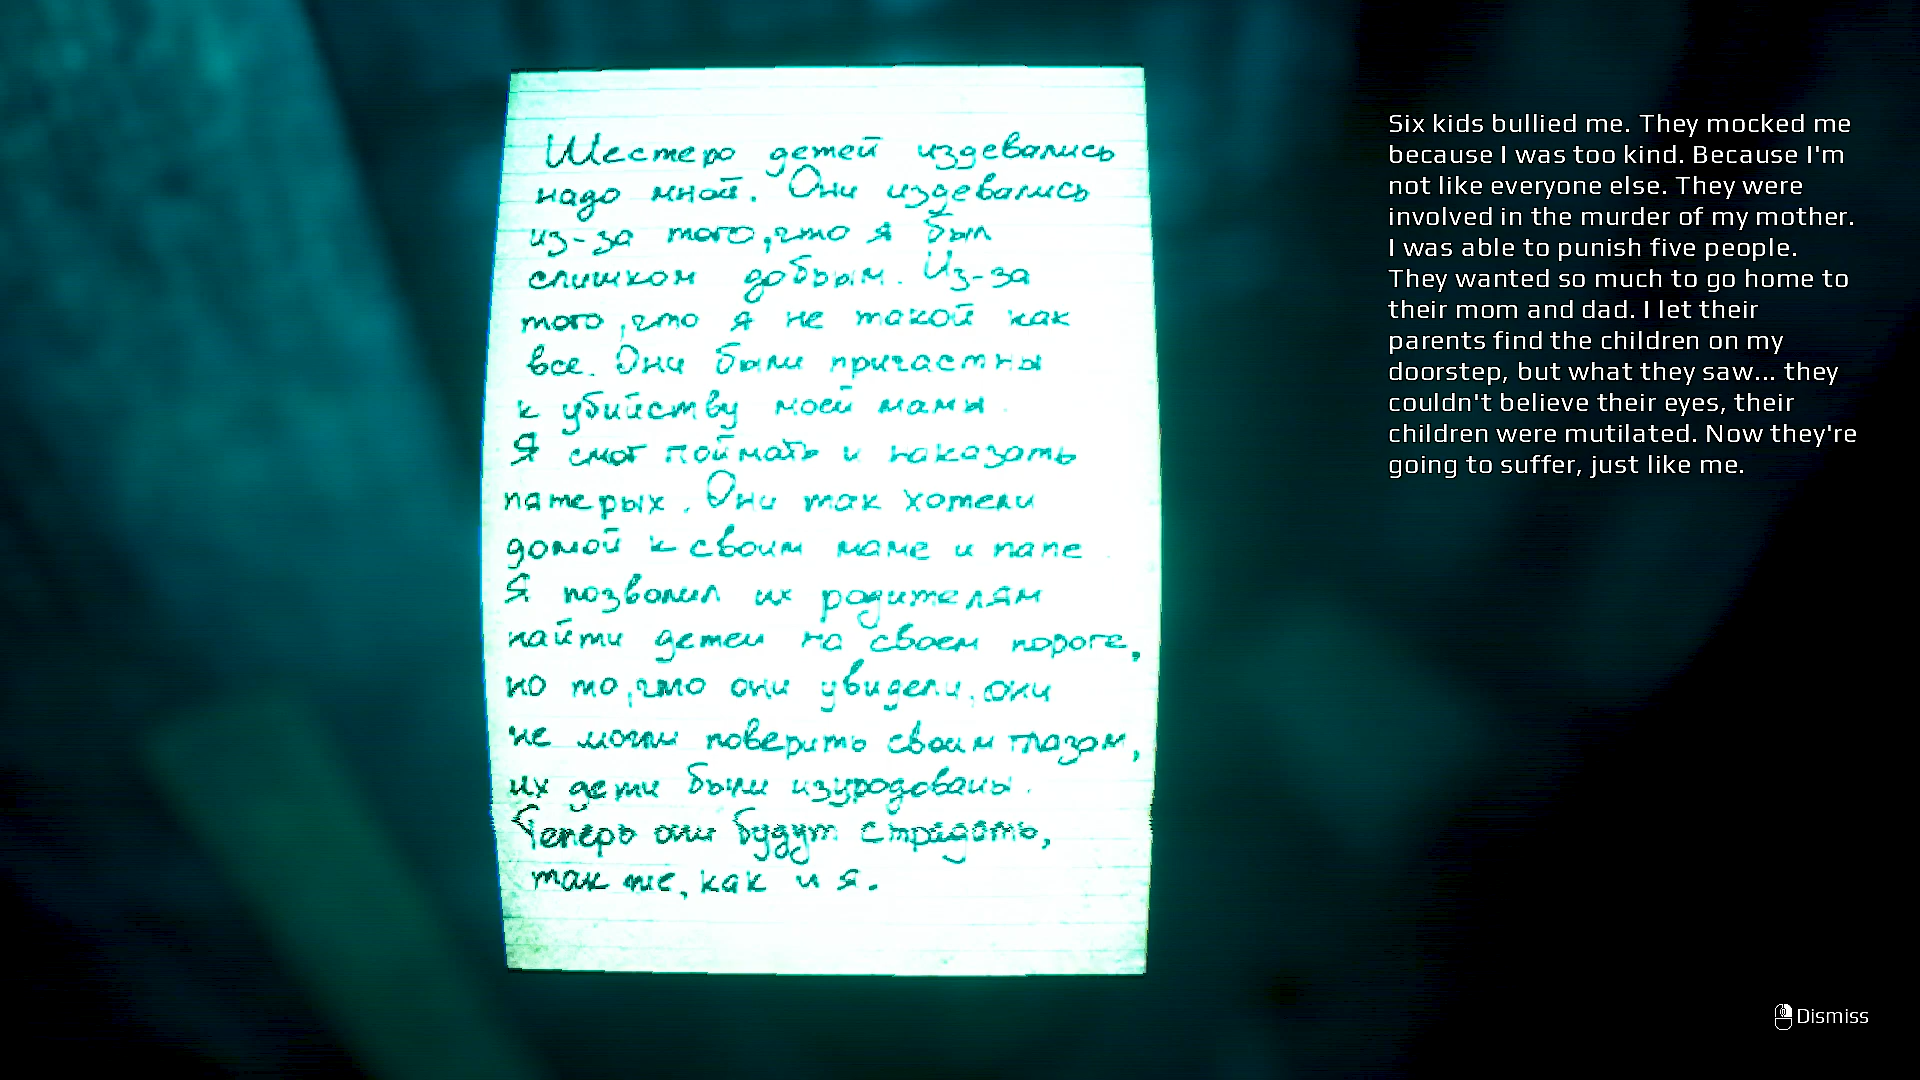 Шестеро детей издевались
надо мной. Они издевались
из-за того, что я был
слишком добрым. Из-за
того, что я не такой как
все. Они были причастны
к убийству моей мамы.
Я смог поймать и наказать
пятерых. Они так хотели
домой к своим маме и папе.
Я позволил их родителям
найти детей на своем пороге,
но то, что они увидели, они
не могли поверить своим глазам,
их дети были изуродованы.
Теперь они будут страдать,
так же, как и я.
Six kids bullied me. They mocked me
because I was too kind. Because I'm
not like everyone else. They were
involved in the murder of my mother.
I was able to punish five people.
They wanted so much to go home to
their mom and dad. I let their
parents find the children on my
doorstep, but what they saw... they
couldn't believe their eyes, their
children were mutilated. Now they're
going to suffer, just like me.
Dismiss